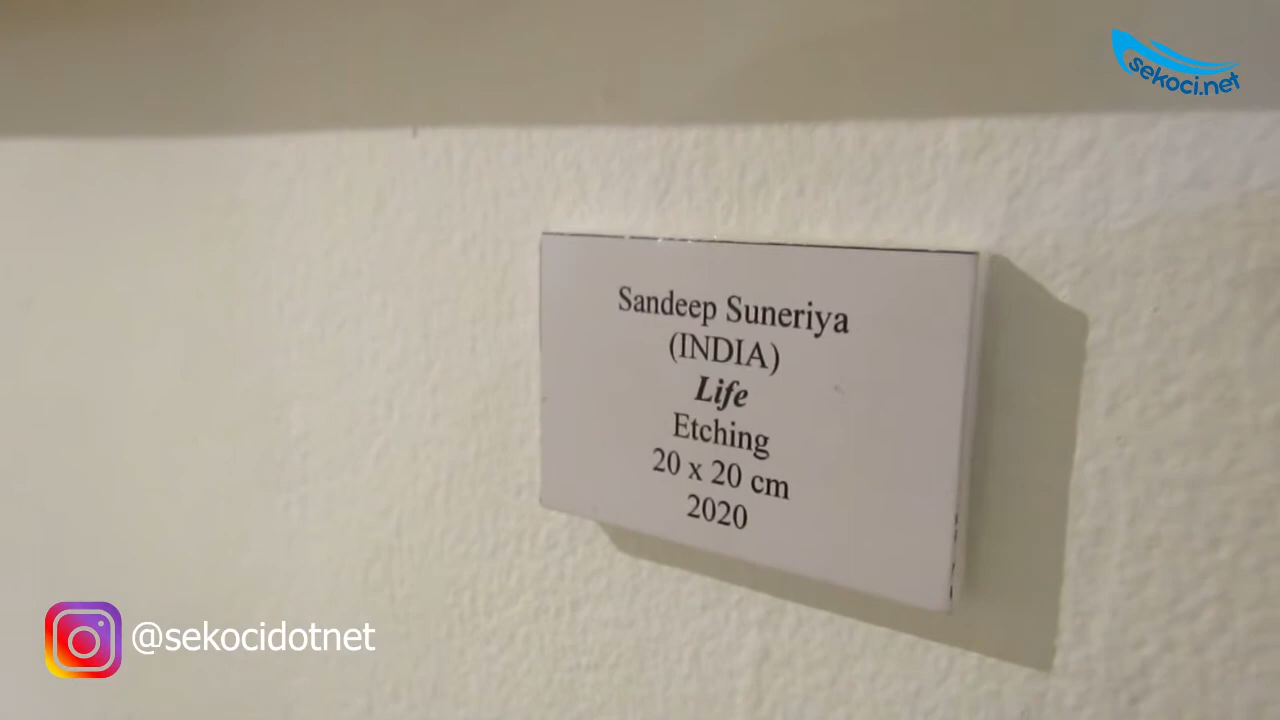 sekoci.net
Sandeep Suneriya
(INDIA)
Life
Etching
20 x 20 cm
2020
@sekocidotnet